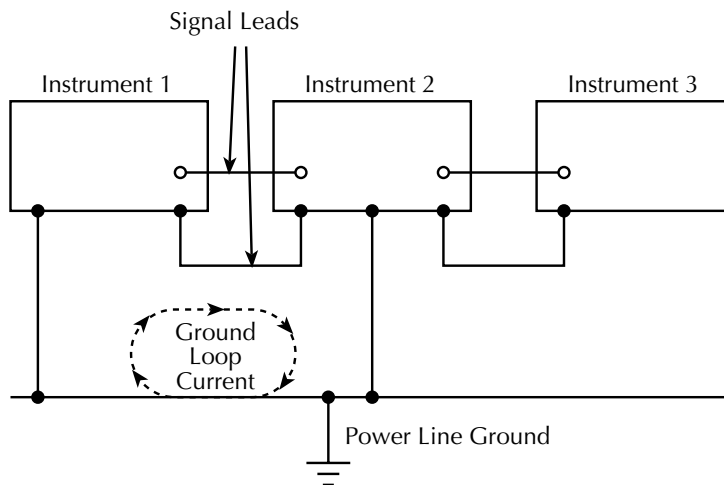 Signal Leads
Instrument 1
Instrument 2
Instrument 3
Ground
Loop
Current
Power Line Ground